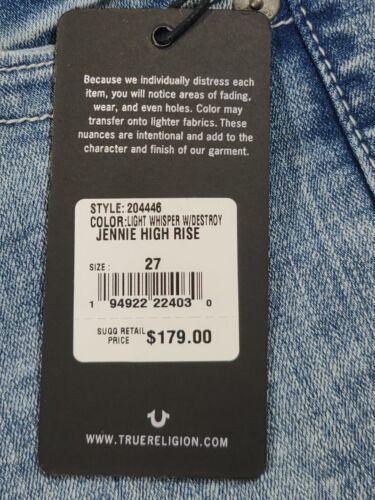 Because we individually distress each
item, you will notice areas of fading,
wear, and even holes. Color may
transfer onto lighter fabrics. These
nuances are intentional and add to the
character and finish of our garment.
STYLE: 204446
COLOR:LIGHT WHISPER W/DESTROY
JENNIE HIGH RISE
SIZE : 27
1 94922 22403 0
SUGG RETAIL
PRICE $179.00
WWW.TRUERELIGION.COM